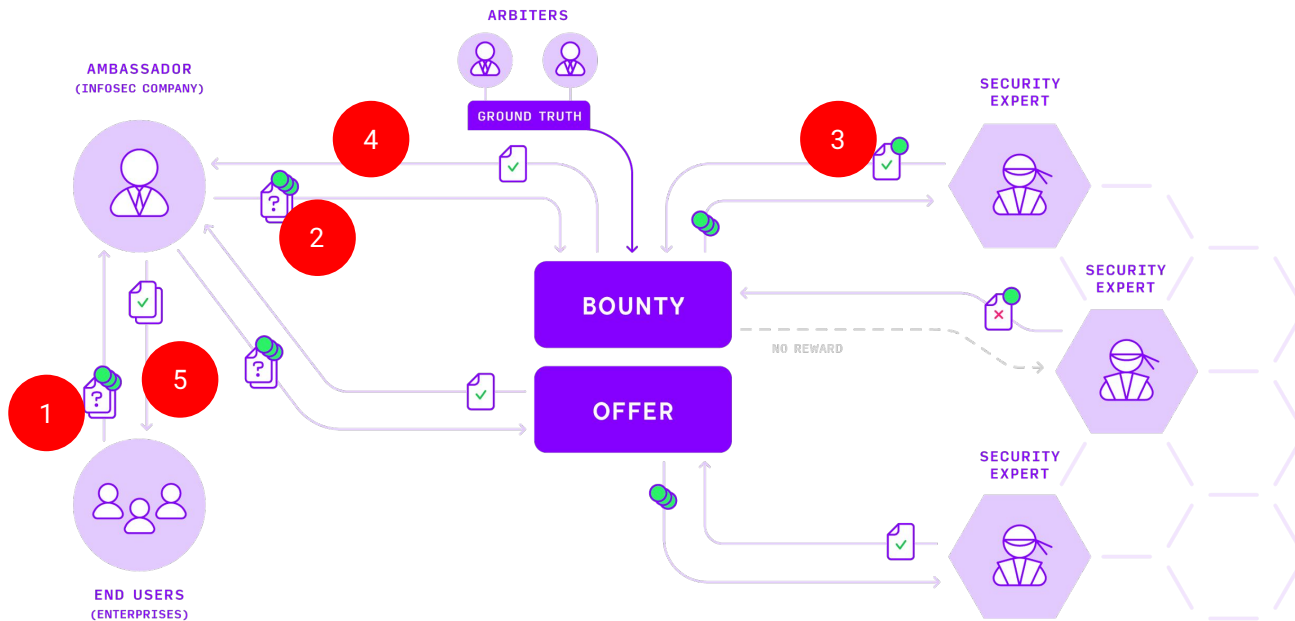 ARBITERS
AMBASSADOR
(INFOSEC COMPANY)
SECURITY
EXPERT
GROUND TRUTH
4
3
?
2
SECURITY
EXPERT
BOUNTY
NO REWARD
?
5
1
?
OFFER
SECURITY
EXPERT
END USERS
(ENTERPRISES)